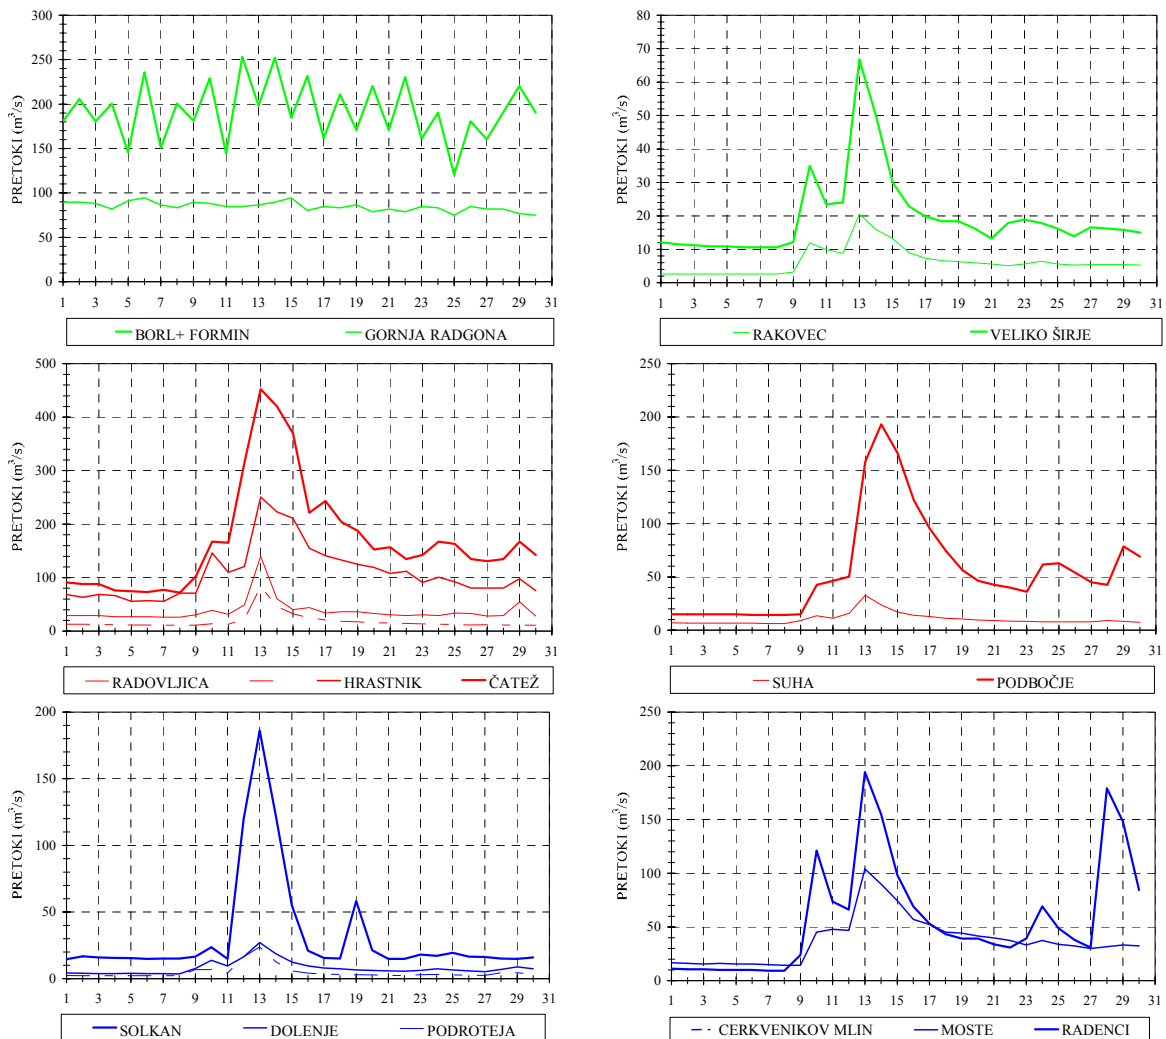 PRETOKI (m³/s)
300
250
200
150
100
50
0
1 3 5 7 9 11 13 15 17 19 21 23 25 27 29 31
BORL+ FORMIN GORNJA RADGONA
PRETOKI (m³/s)
80
70
60
50
40
30
20
10
0
1 3 5 7 9 11 13 15 17 19 21 23 25 27 29 31
RAKOVEC VELIKO ŠIRJE
PRETOKI (m³/s)
500
400
300
200
100
0
1 3 5 7 9 11 13 15 17 19 21 23 25 27 29 31
RADOVLJICA HRASTNIK ČATEŽ
PRETOKI (m³/s)
250
200
150
100
50
0
1 3 5 7 9 11 13 15 17 19 21 23 25 27 29 31
SUHA PODBOČJE
PRETOKI (m³/s)
200
150
100
50
0
1 3 5 7 9 11 13 15 17 19 21 23 25 27 29 31
SOLKAN DOLENJE PODROTEJA
PRETOKI (m³/s)
250
200
150
100
50
0
1 3 5 7 9 11 13 15 17 19 21 23 25 27 29 31
CERKVENIKOV MLIN MOSTE RADENCI